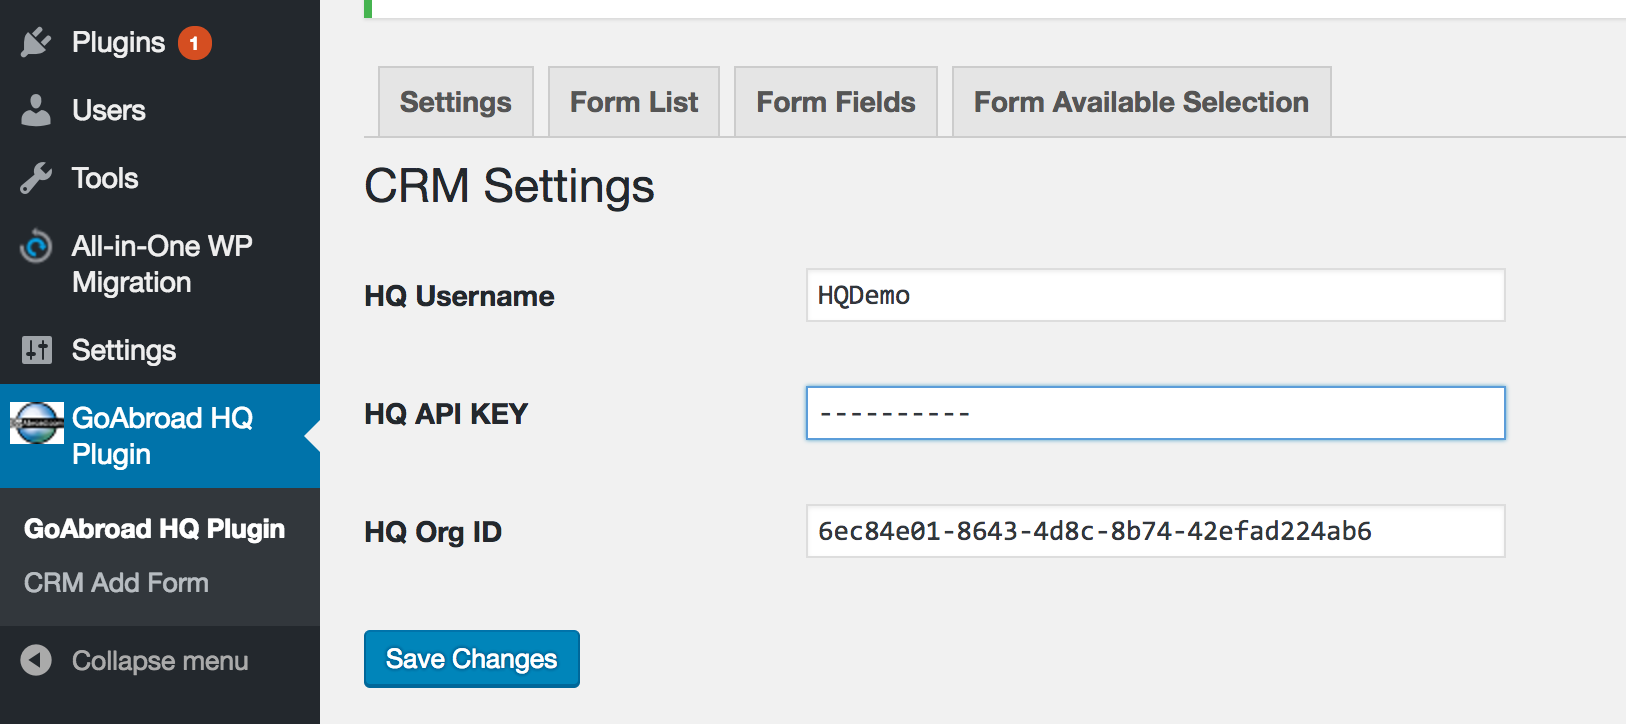 Plugins 1
Users
Tools
All-in-One WP
Migration
Settings
GoAbroad HQ
Plugin
GoAbroad HQ Plugin
CRM Add Form
Collapse menu
Settings
Form List
Form Fields
Form Available Selection
CRM Settings
HQ Username
HQDemo
HQ API KEY
----------
HQ Org ID
6ec84e01-8643-4d8c-8b74-42efad224ab6
Save Changes